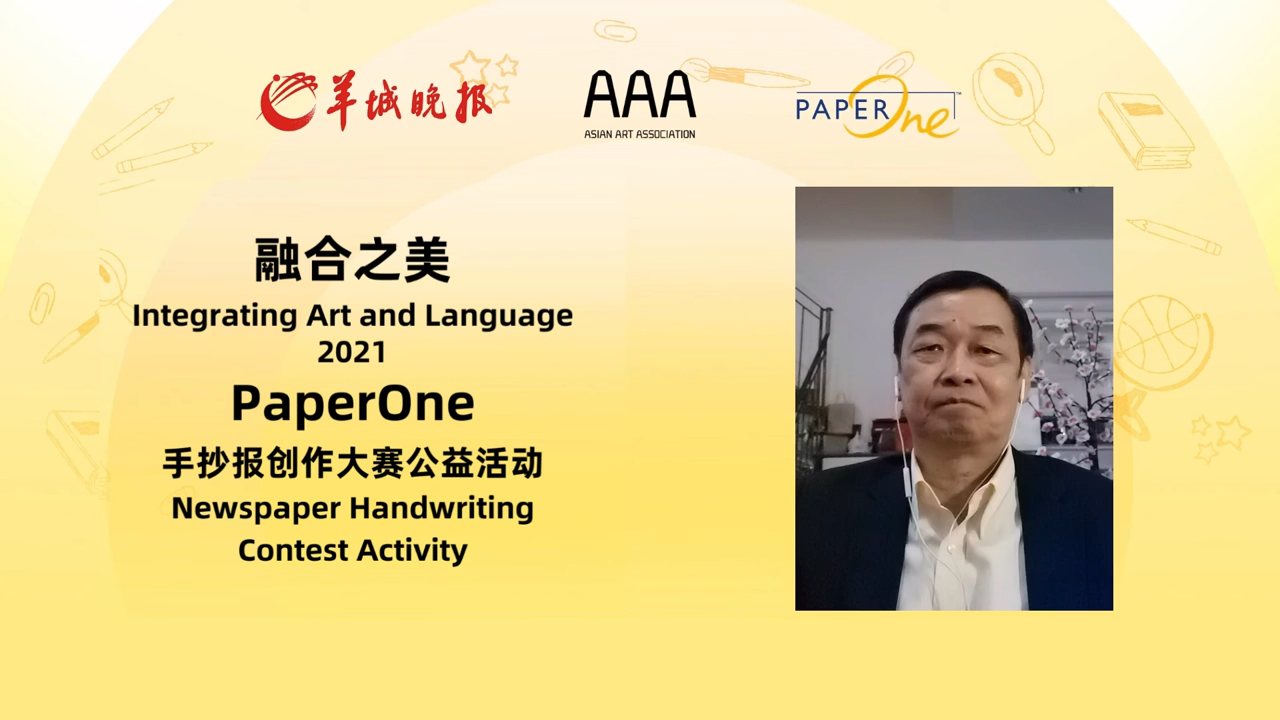 羊城晚报
AAA
ASIAN ART ASSOCIATION
PAPER One™
融合之美
Integrating Art and Language
2021
PaperOne
手抄报创作大赛公益活动
Newspaper Handwriting
Contest Activity